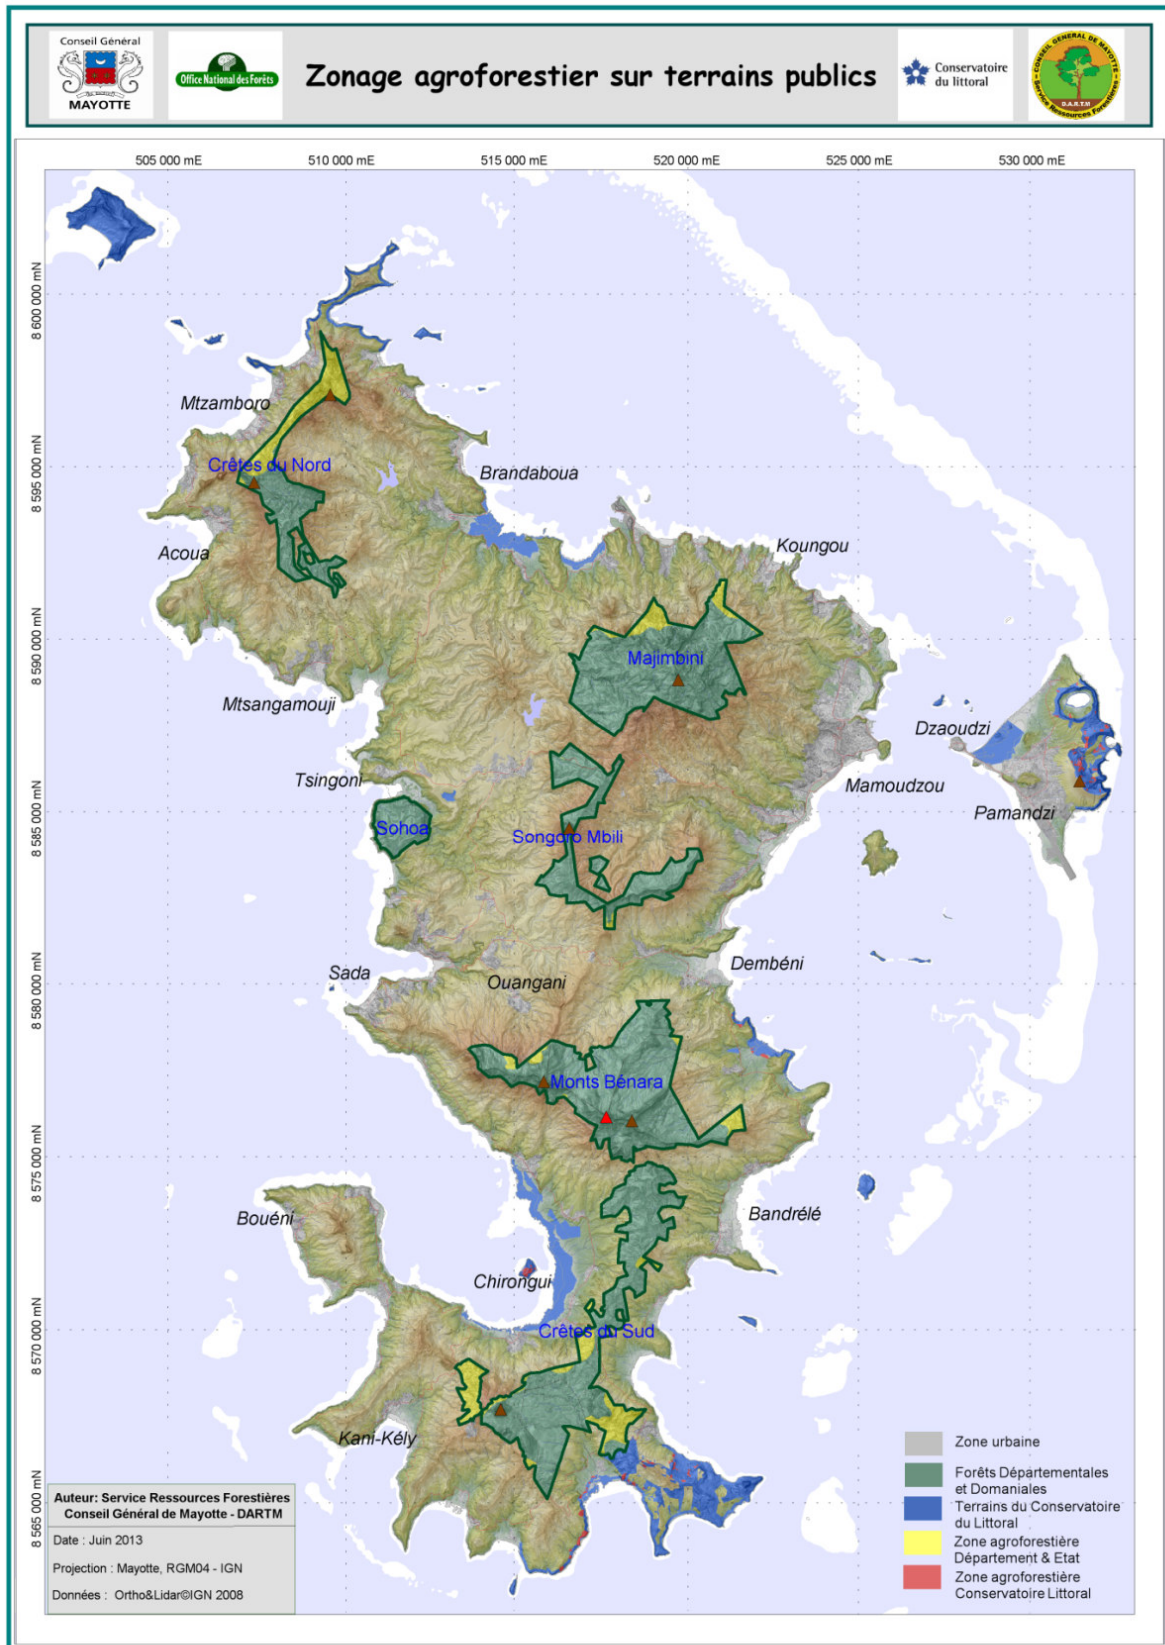 Conseil Général
MAYOTTE
Office National des Forêts
Zonage agroforestier sur terrains publics
Conservatoire
du littoral
CONSEIL GENERAL DE MAYOTTE
D.A.R.T.M
Service Ressources Forestières
505 000 mE
510 000 mE
515 000 mE
520 000 mE
525 000 mE
530 000 mE
8 600 000 mN
8 595 000 mN
8 590 000 mN
8 585 000 mN
8 580 000 mN
8 575 000 mN
8 570 000 mN
8 565 000 mN
Mtzamboro
Crêtes du Nord
Brandaboua
Acoua
Koungou
Majimbini
Mtsangamouji
Dzaoudzi
Tsingoni
Mamoudzou
Pamandzi
Sohoa
Songoro Mbili
Dembéni
Sada
Ouangani
Monts Bénara
Bouéni
Bandrélé
Chirongui
Crêtes du Sud
Kani-Kély
Zone urbaine
Forêts Départementales
et Domaniales
Terrains du Conservatoire
du Littoral
Zone agroforestière
Département & Etat
Zone agroforestière
Conservatoire Littoral
Auteur: Service Ressources Forestières
Conseil Général de Mayotte - DARTM
Date : Juin 2013
Projection : Mayotte, RGM04 - IGN
Données : Ortho&Lidar©IGN 2008